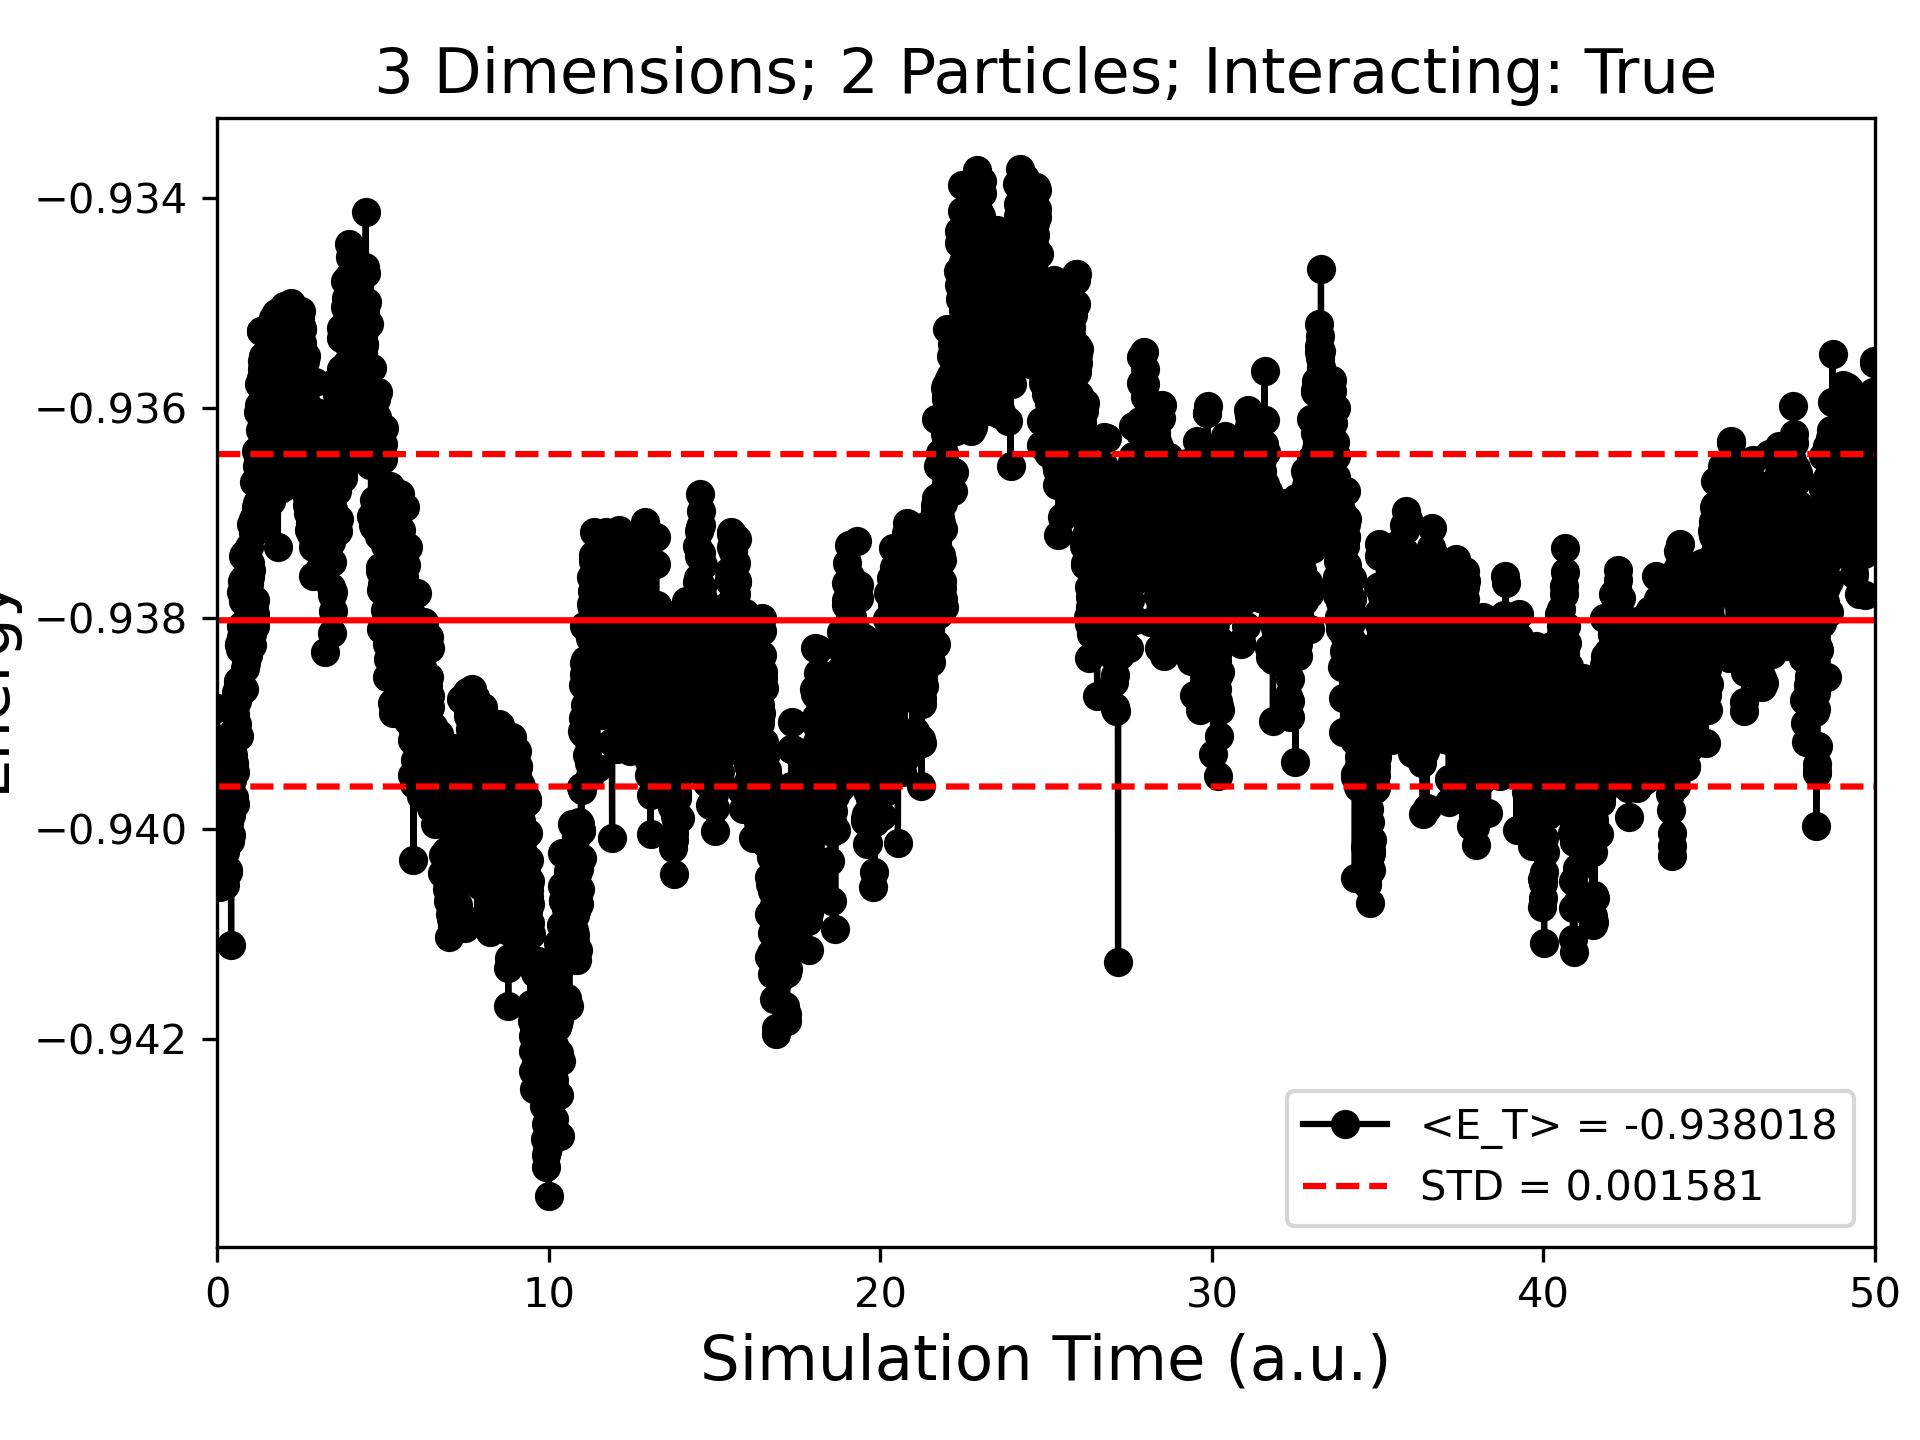 3 Dimensions; 2 Particles; Interacting: True
−0.934
−0.936
−0.938
−0.940
−0.942
Energy
<E_T> = -0.938018
STD = 0.001581
0 10 20 30 40 50
Simulation Time (a.u.)